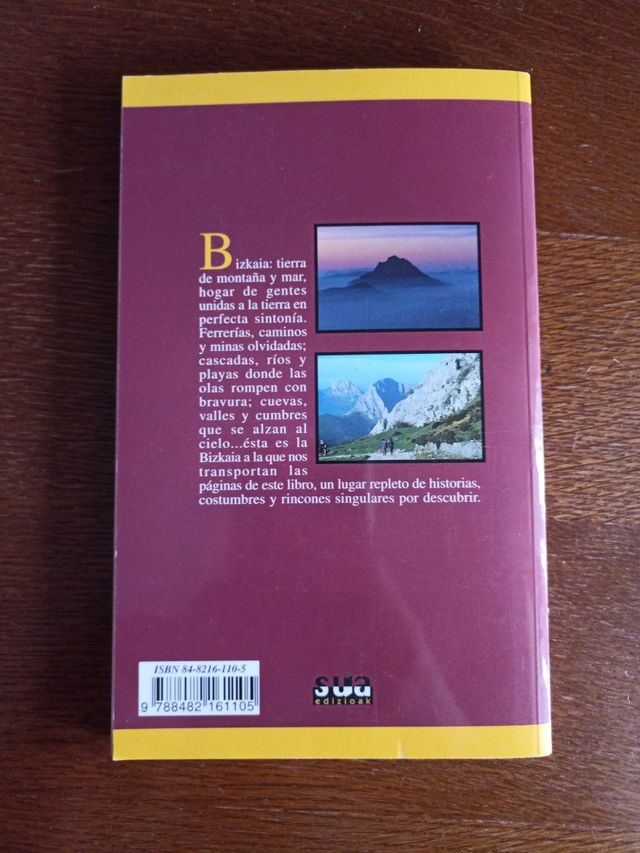 Bizkaia: tierra
de montaña y mar,
hogar de gentes
unidas a la tierra en
perfecta sintonía.
Ferrerías, caminos
y minas olvidadas;
cascadas, ríos y
playas donde las
olas rompen con
bravura; cuevas,
valles y cumbres
que se alzan al
cielo...ésta es la
Bizkaia a la que nos
transportan las
páginas de este libro, un lugar repleto de historias,
costumbres y rincones singulares por descubrir.
ISBN 84-8216-110-5
9 788482 161105
sua
edizioak